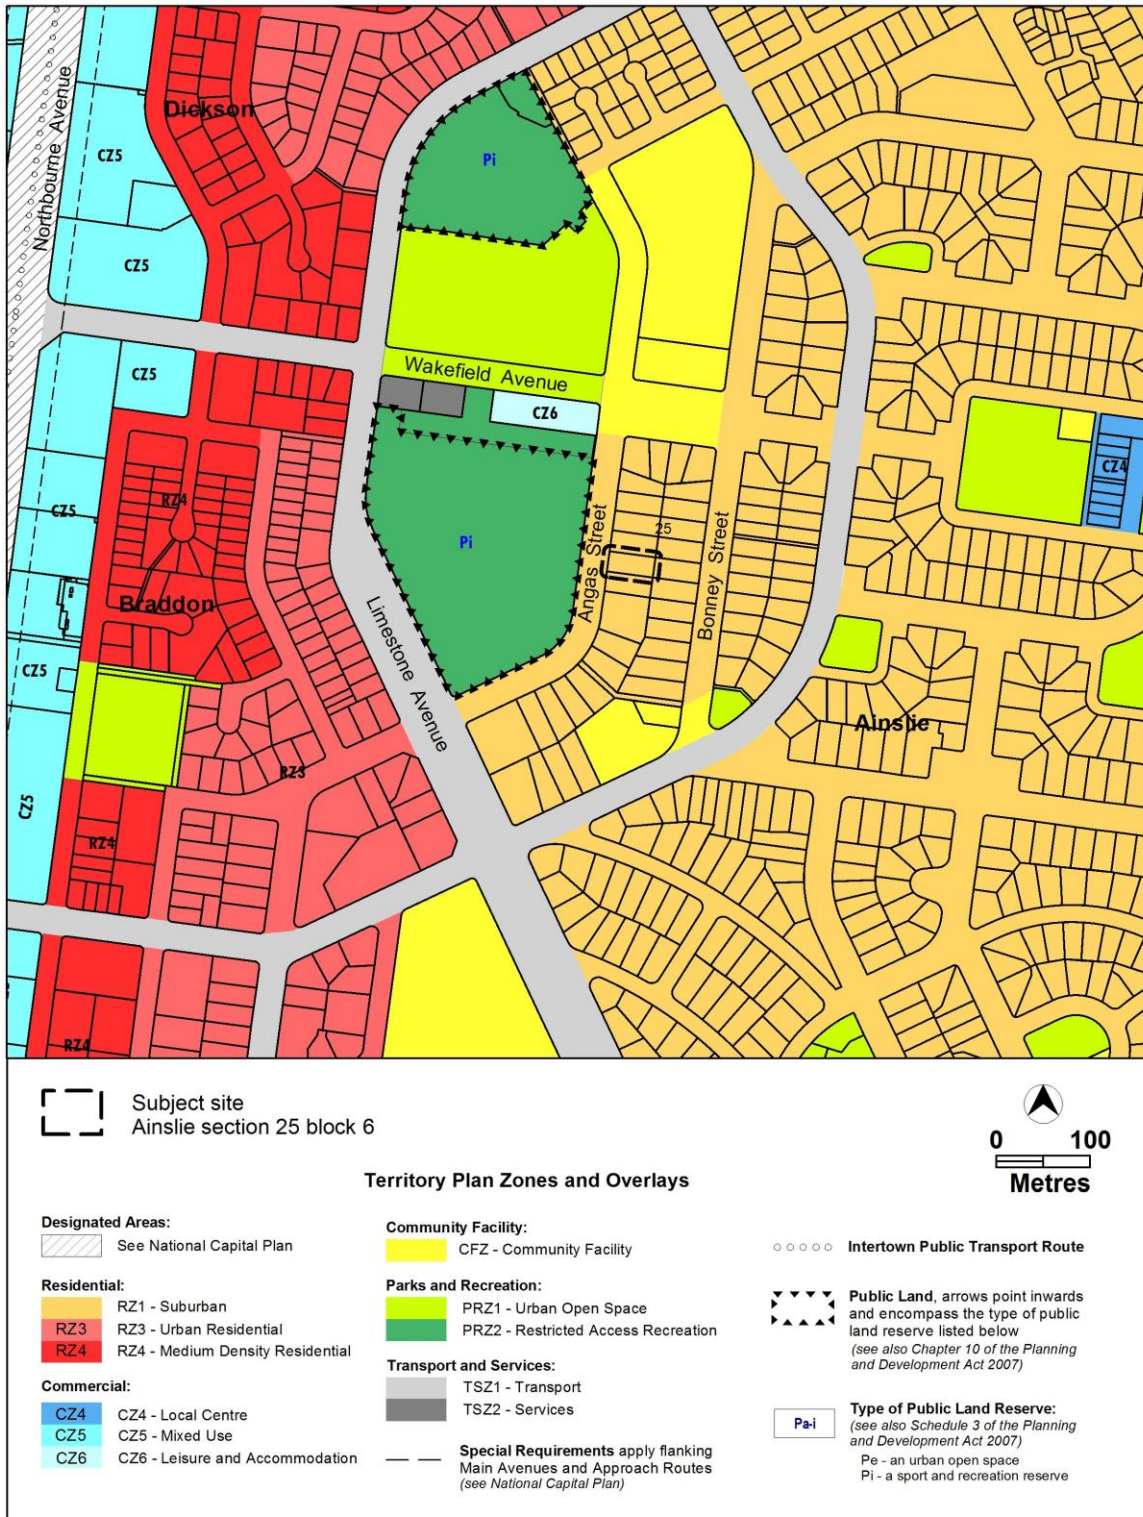 Northbourne Avenue
Dickson
CZ5
Pi
CZ5
CZ5
Wakefield Avenue
CZ6
CZ4
RZ4
CZ5
Pi
25
Angas Street
Bonney Street
Braddon
Limestone Avenue
CZ5
Ainslie
RZ3
CZ5
RZ4
RZ4
Subject site
Ainslie section 25 block 6
0 100
Metres
Territory Plan Zones and Overlays
Designated Areas:
See National Capital Plan
Residential:
RZ1 - Suburban
RZ3 RZ3 - Urban Residential
RZ4 RZ4 - Medium Density Residential
Commercial:
CZ4 CZ4 - Local Centre
CZ5 CZ5 - Mixed Use
CZ6 CZ6 - Leisure and Accommodation
Community Facility:
CFZ - Community Facility
Parks and Recreation:
PRZ1 - Urban Open Space
PRZ2 - Restricted Access Recreation
Transport and Services:
TSZ1 - Transport
TSZ2 - Services
Special Requirements apply flanking
Main Avenues and Approach Routes
(see National Capital Plan)
Intertown Public Transport Route
Public Land, arrows point inwards
and encompass the type of public
land reserve listed below
(see also Chapter 10 of the Planning
and Development Act 2007)
Pa-i
Type of Public Land Reserve:
(see also Schedule 3 of the Planning
and Development Act 2007)
Pe - an urban open space
Pi - a sport and recreation reserve